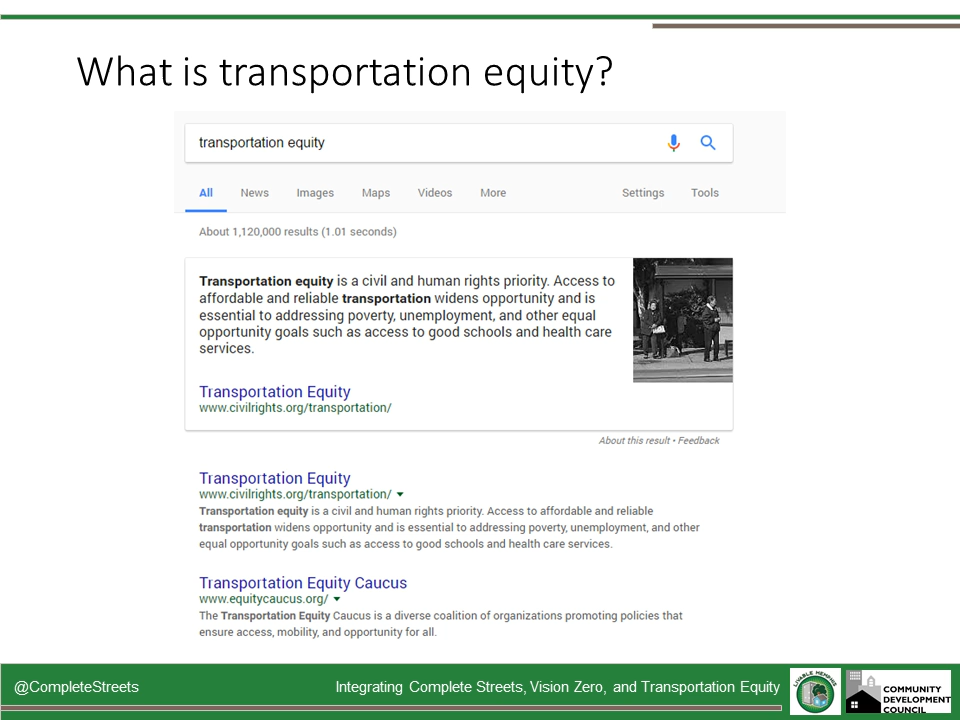 What is transportation equity?
transportation equity
All News Images Maps Videos More Settings Tools
About 1,120,000 results (1.01 seconds)
Transportation equity is a civil and human rights priority. Access to
affordable and reliable transportation widens opportunity and is
essential to addressing poverty, unemployment, and other equal
opportunity goals such as access to good schools and health care
services.
Transportation Equity
www.civilrights.org/transportation/
About this result • Feedback
Transportation Equity
www.civilrights.org/transportation/
Transportation equity is a civil and human rights priority. Access to affordable and reliable
transportation widens opportunity and is essential to addressing poverty, unemployment, and other
equal opportunity goals such as access to good schools and health care services.
Transportation Equity Caucus
www.equitycaucus.org/
The Transportation Equity Caucus is a diverse coalition of organizations promoting policies that
ensure access, mobility, and opportunity for all.
@CompleteStreets
Integrating Complete Streets, Vision Zero, and Transportation Equity
LIVABLE MEMPHIS
COMMUNITY
DEVELOPMENT
COUNCIL